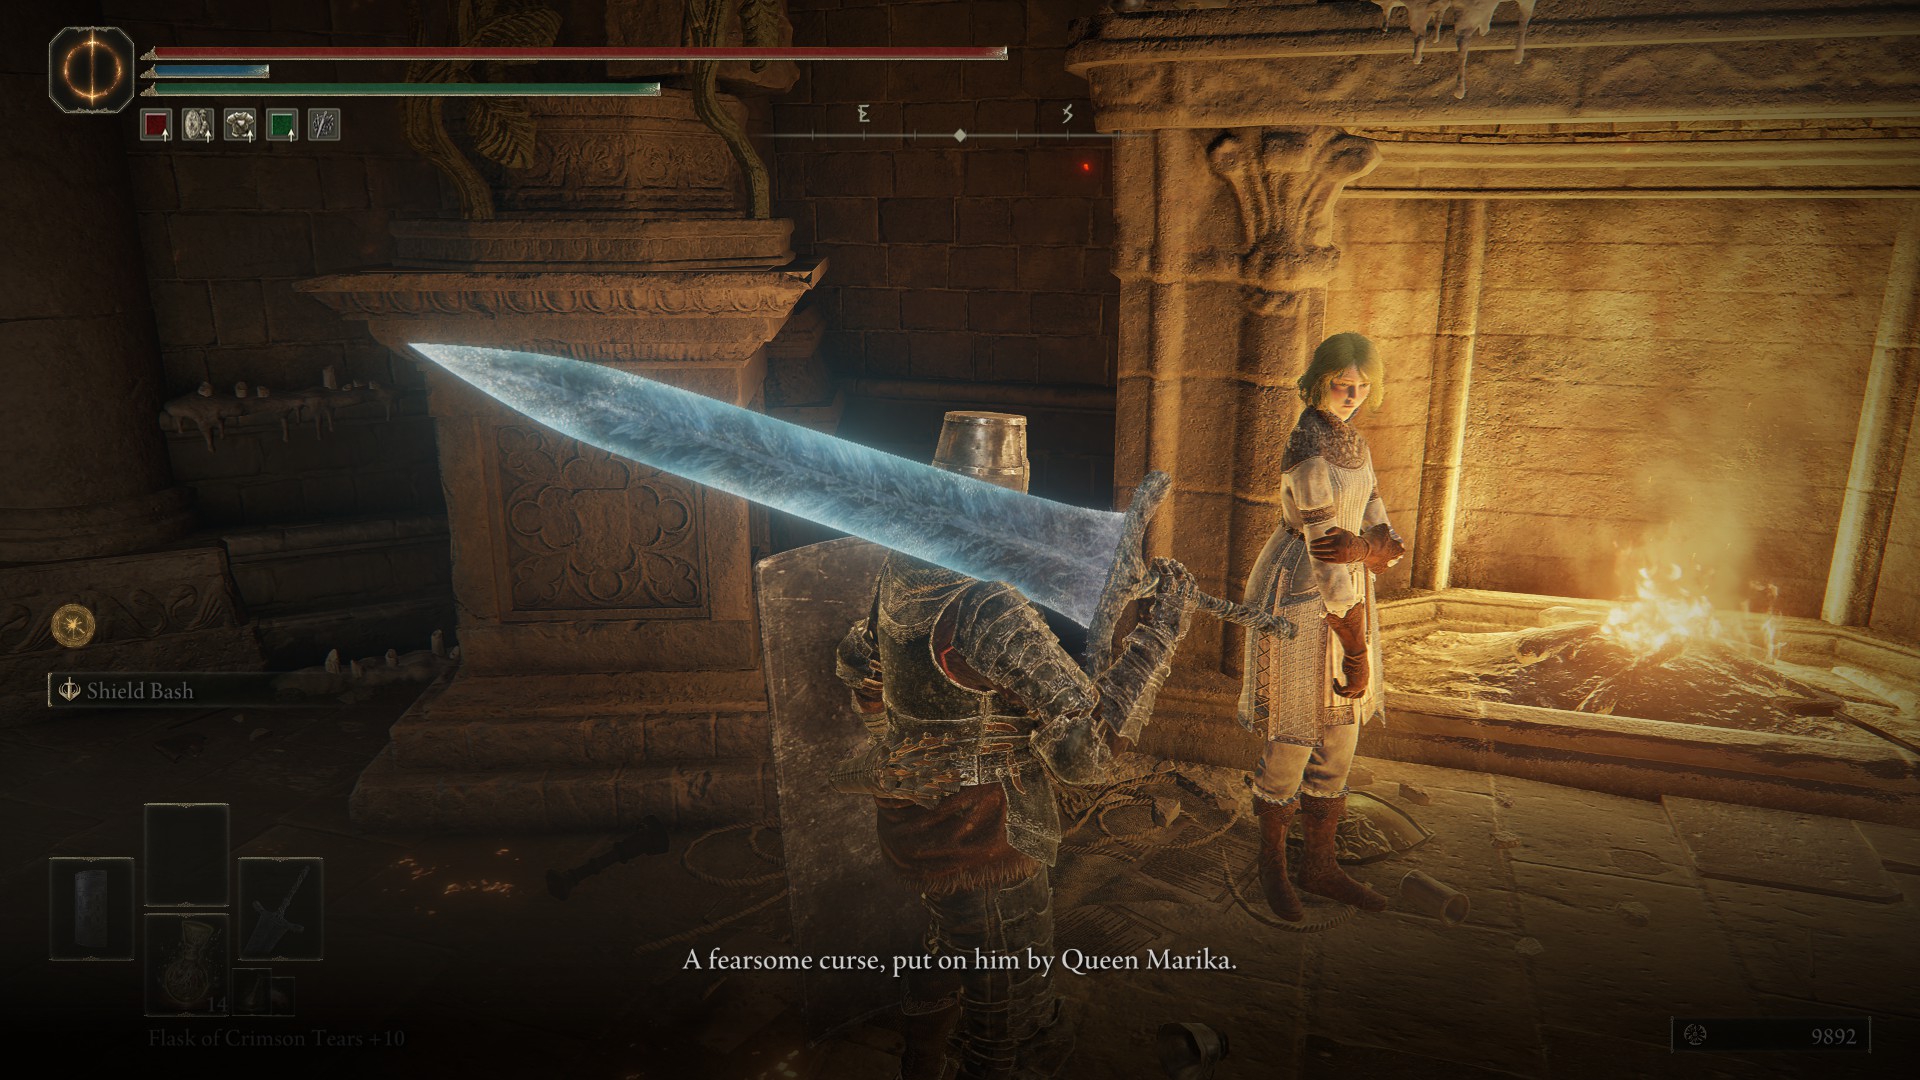 E
S
Shield Bash
A fearsome curse, put on him by Queen Marika.
14
Flask of Crimson Tears +10
9892